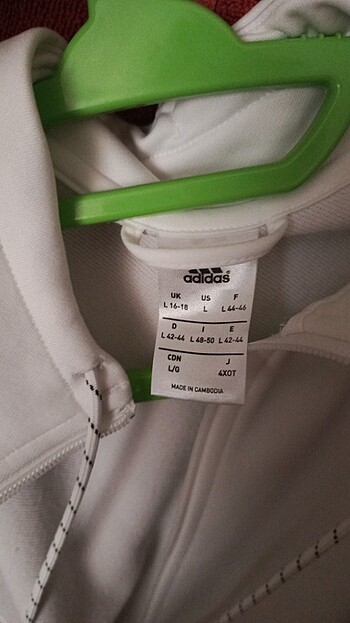 adidas
UK US F
L 16-18 L L 44-46
D I E
L 42-44 L 48-50 L 42-44
CDN J
L/G 4XOT
MADE IN CAMBODIA